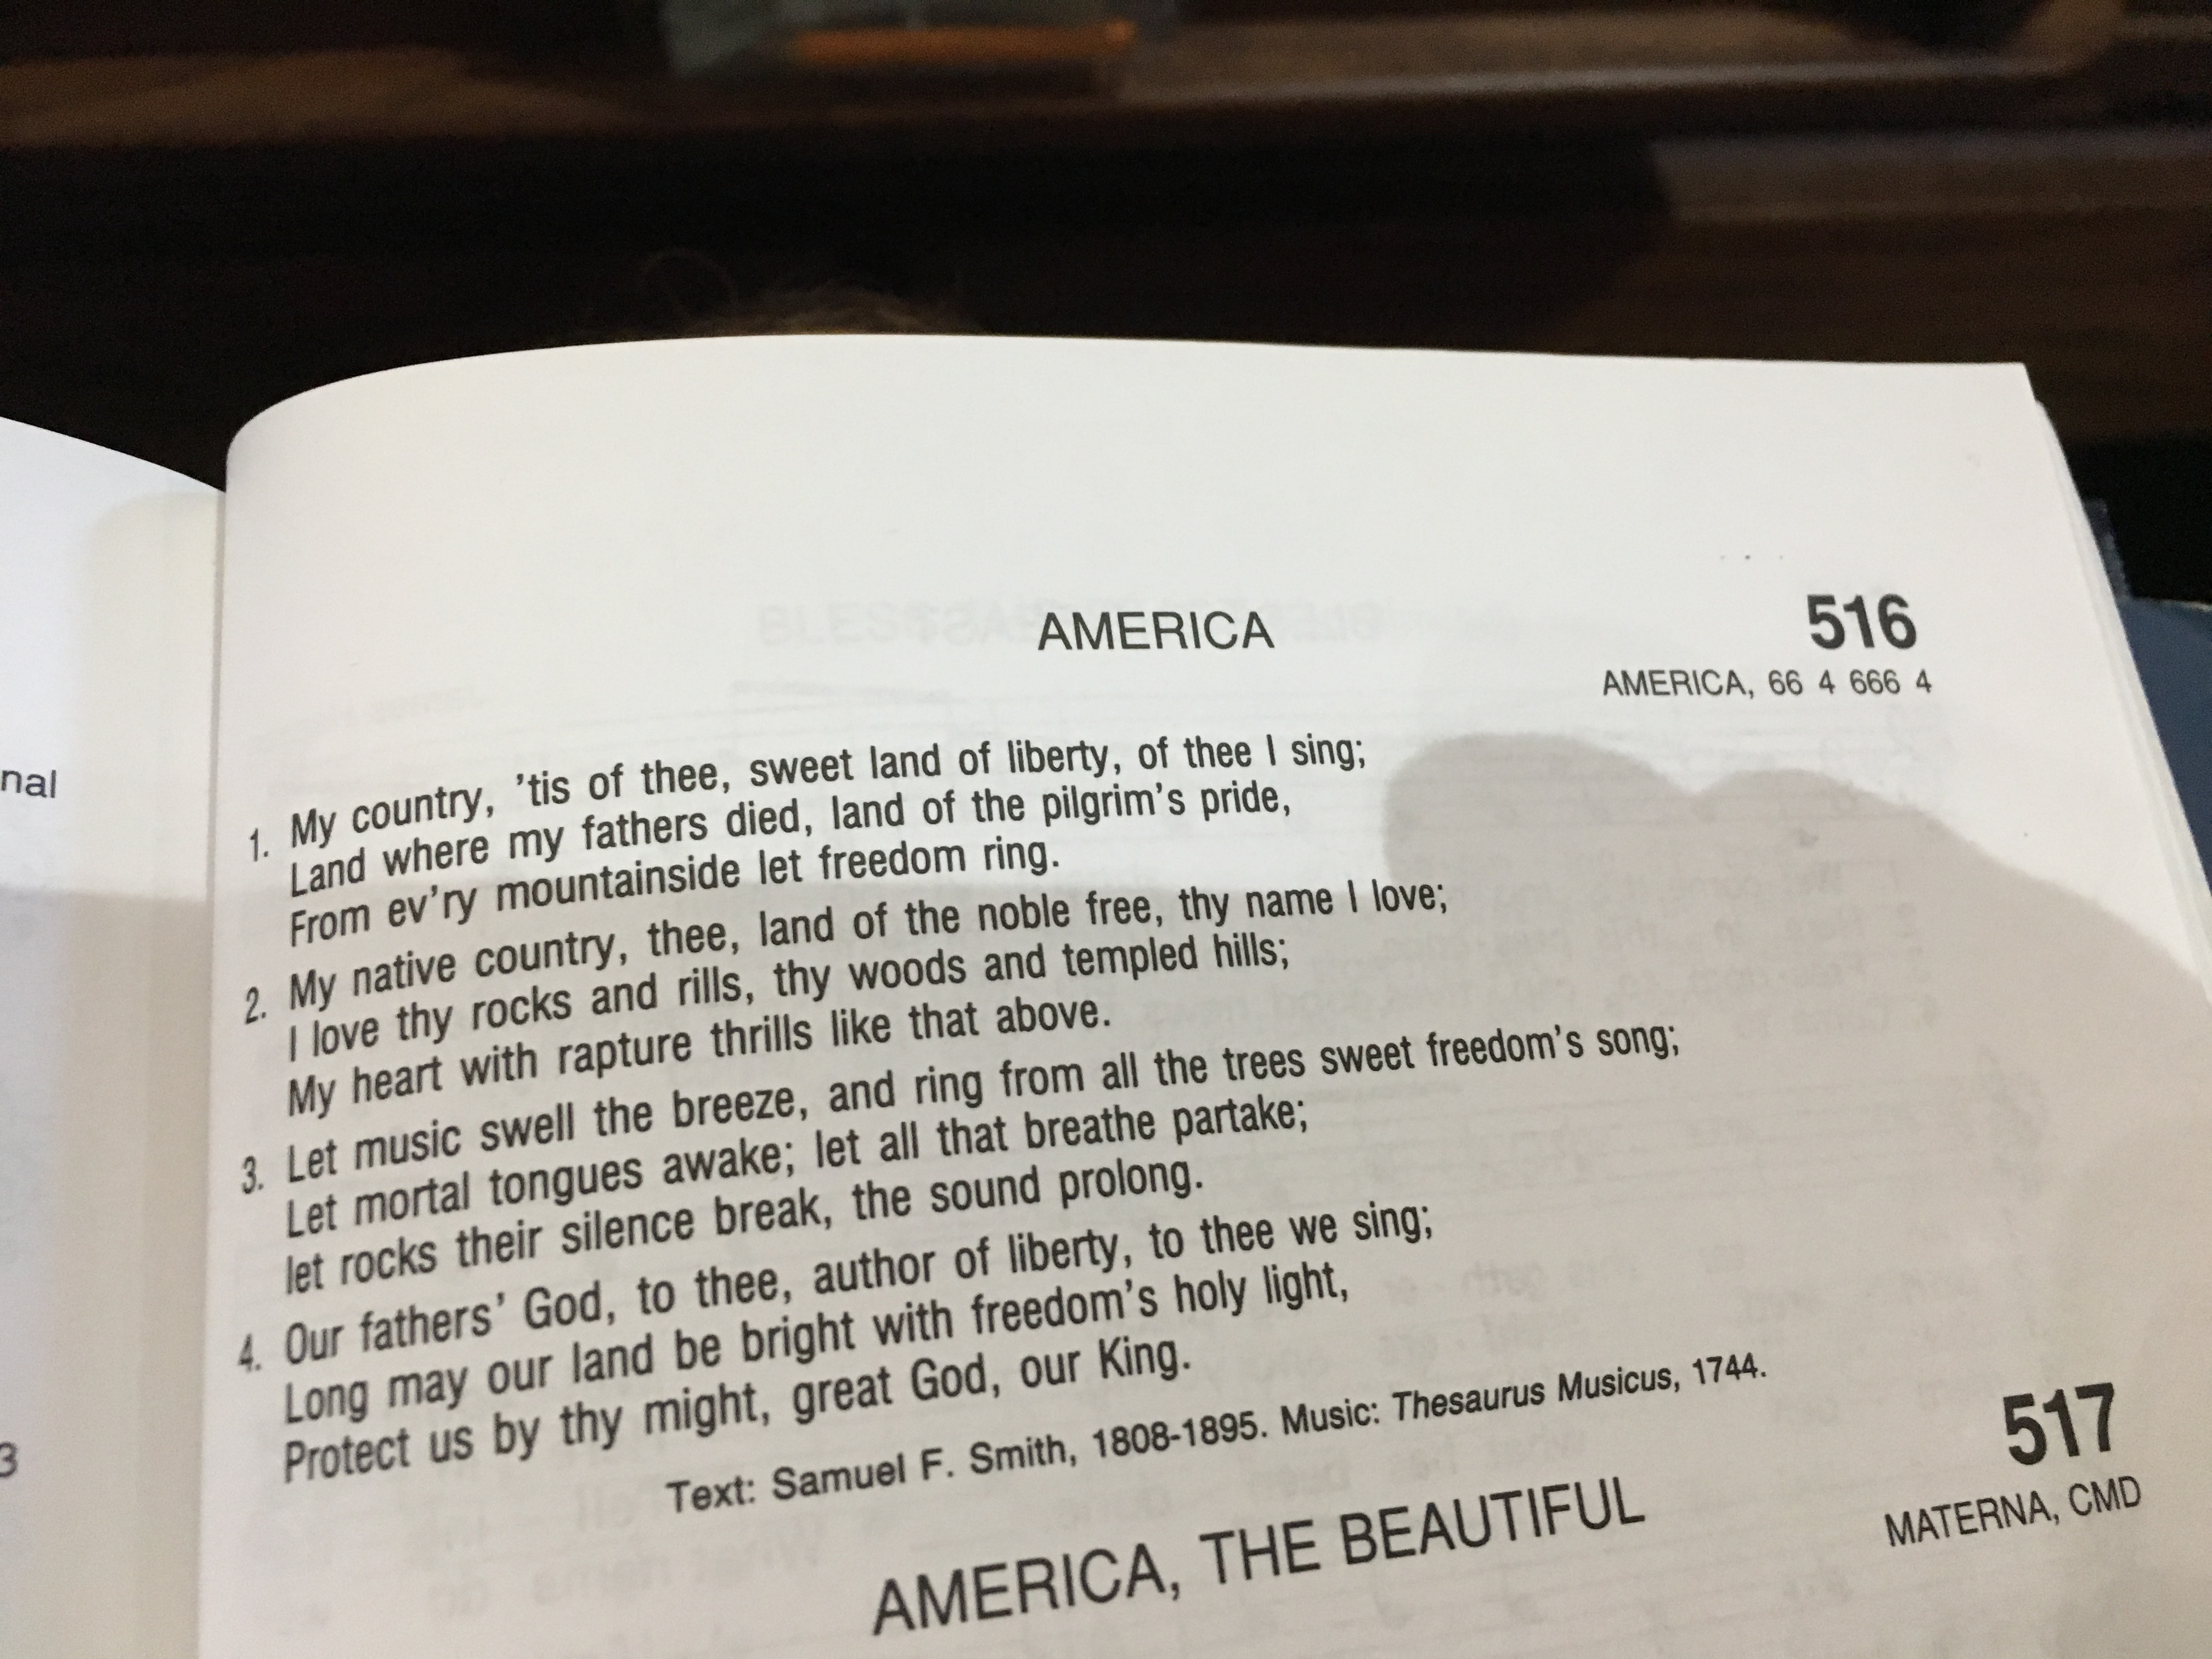 nal
3
AMERICA
516
AMERICA, 66 4 666 4
1. My country, 'tis of thee, sweet land of liberty, of thee I sing;
Land where my fathers died, land of the pilgrim's pride,
From ev'ry mountainside let freedom ring.
2. My native country, thee, land of the noble free, thy name I love;
I love thy rocks and rills, thy woods and templed hills;
My heart with rapture thrills like that above.
3. Let music swell the breeze, and ring from all the trees sweet freedom's song;
Let mortal tongues awake; let all that breathe partake;
let rocks their silence break, the sound prolong.
4. Our fathers' God, to thee, author of liberty, to thee we sing;
Long may our land be bright with freedom's holy light,
Protect us by thy might, great God, our King.
Text: Samuel F. Smith, 1808-1895. Music: Thesaurus Musicus, 1744.
517
AMERICA, THE BEAUTIFUL
MATERNA, CMD